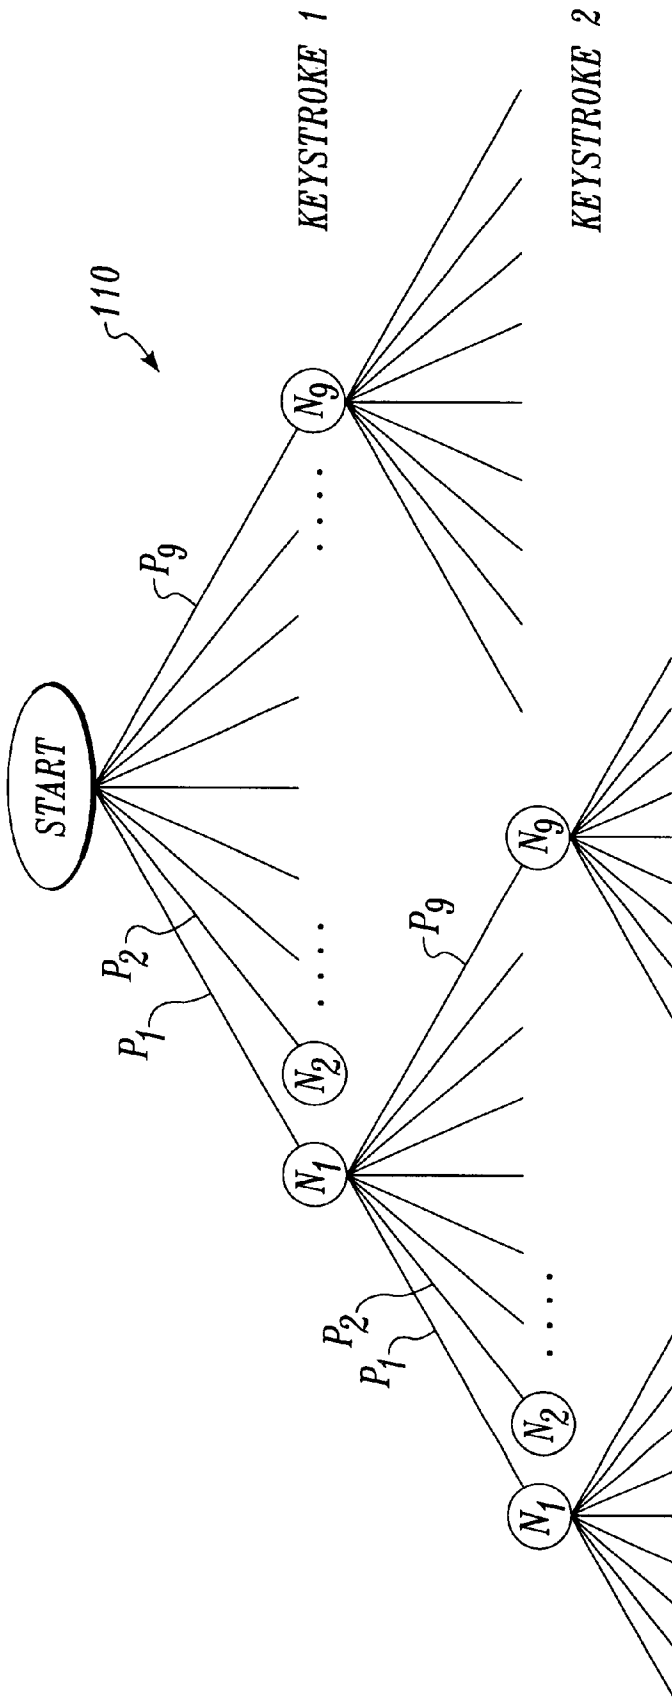 START
110
P1
P2
P9
KEYSTROKE 1
N1
N2
.....
....
N9
P1
P2
P9
KEYSTROKE 2
N1
N2
....
N9